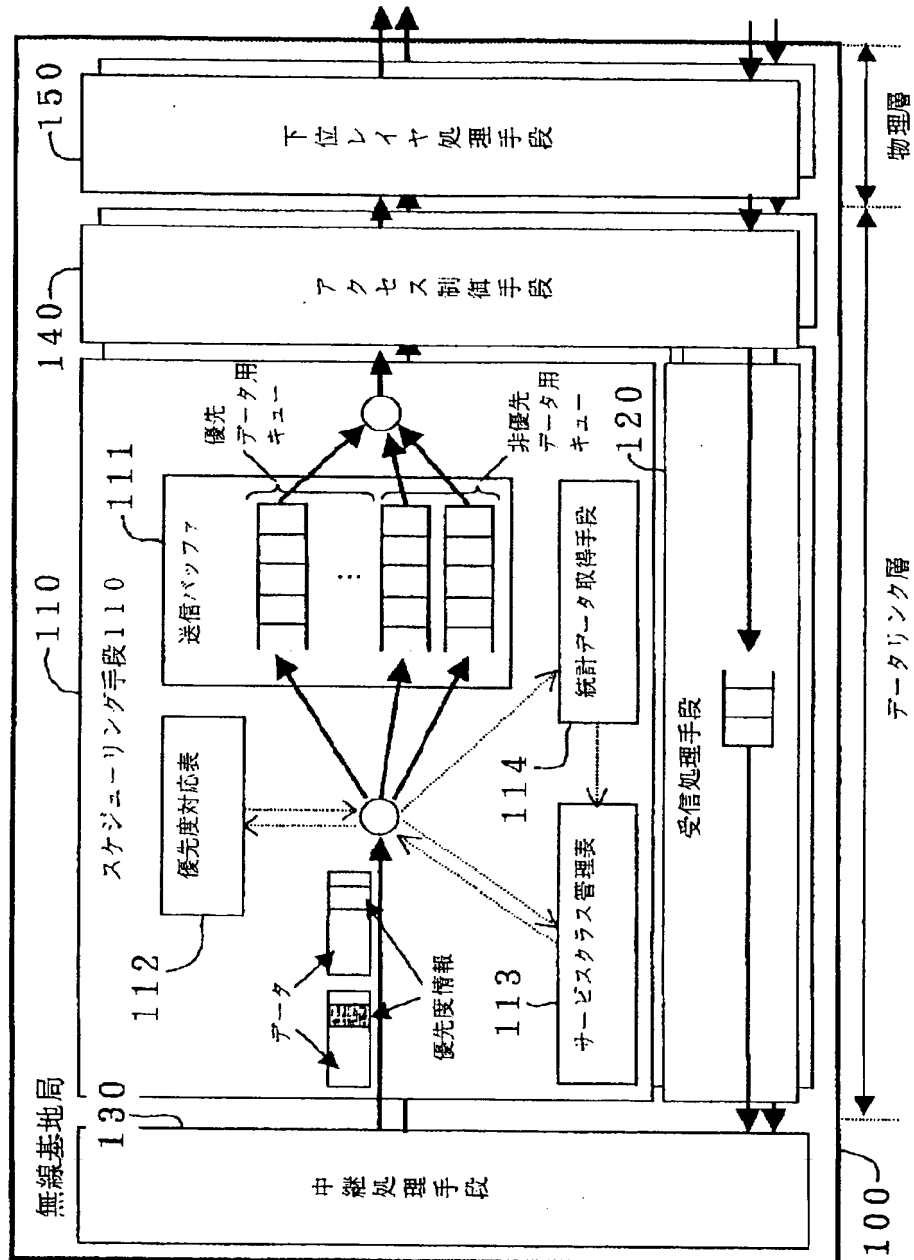 無線基地局
100
130
中継処理手段
110
スケジューリング手段110
112
優先度対応表
データ
優先度情報
113
サービスクラス管理表
114
統計データ取得手段
111
送信バッファ
優先
データ用
キュー
非優先
データ用
キュー
…
120
受信処理手段
140
アクセス制御手段
150
下位レイヤ処理手段
データリンク層
物理層